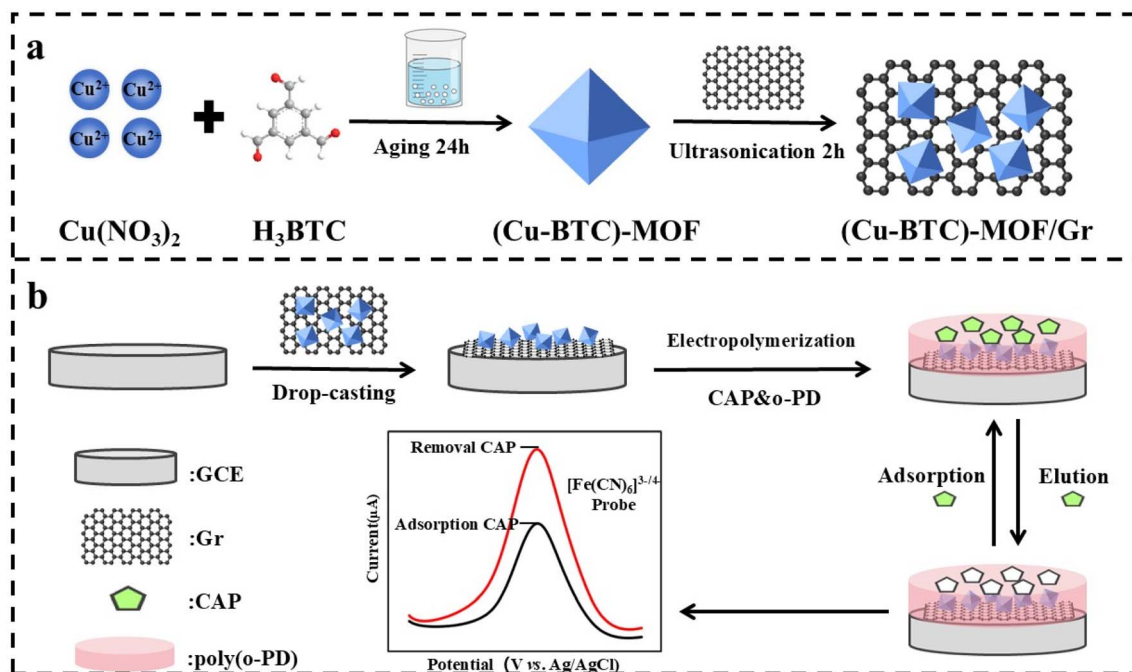 a
Cu²⁺ Cu²⁺
Cu²⁺ Cu²⁺
Aging 24h
Ultrasonication 2h
Cu(NO₃)₂
H₃BTC
(Cu-BTC)-MOF
(Cu-BTC)-MOF/Gr
b
Drop-casting
Electropolymerization
CAP&o-PD
:GCE
:Gr
:CAP
:poly(o-PD)
Removal CAP
Adsorption CAP
[Fe(CN)₆]³⁻/⁴⁻
Probe
Current(μA)
Potential (V vs. Ag/AgCl)
Adsorption
Elution